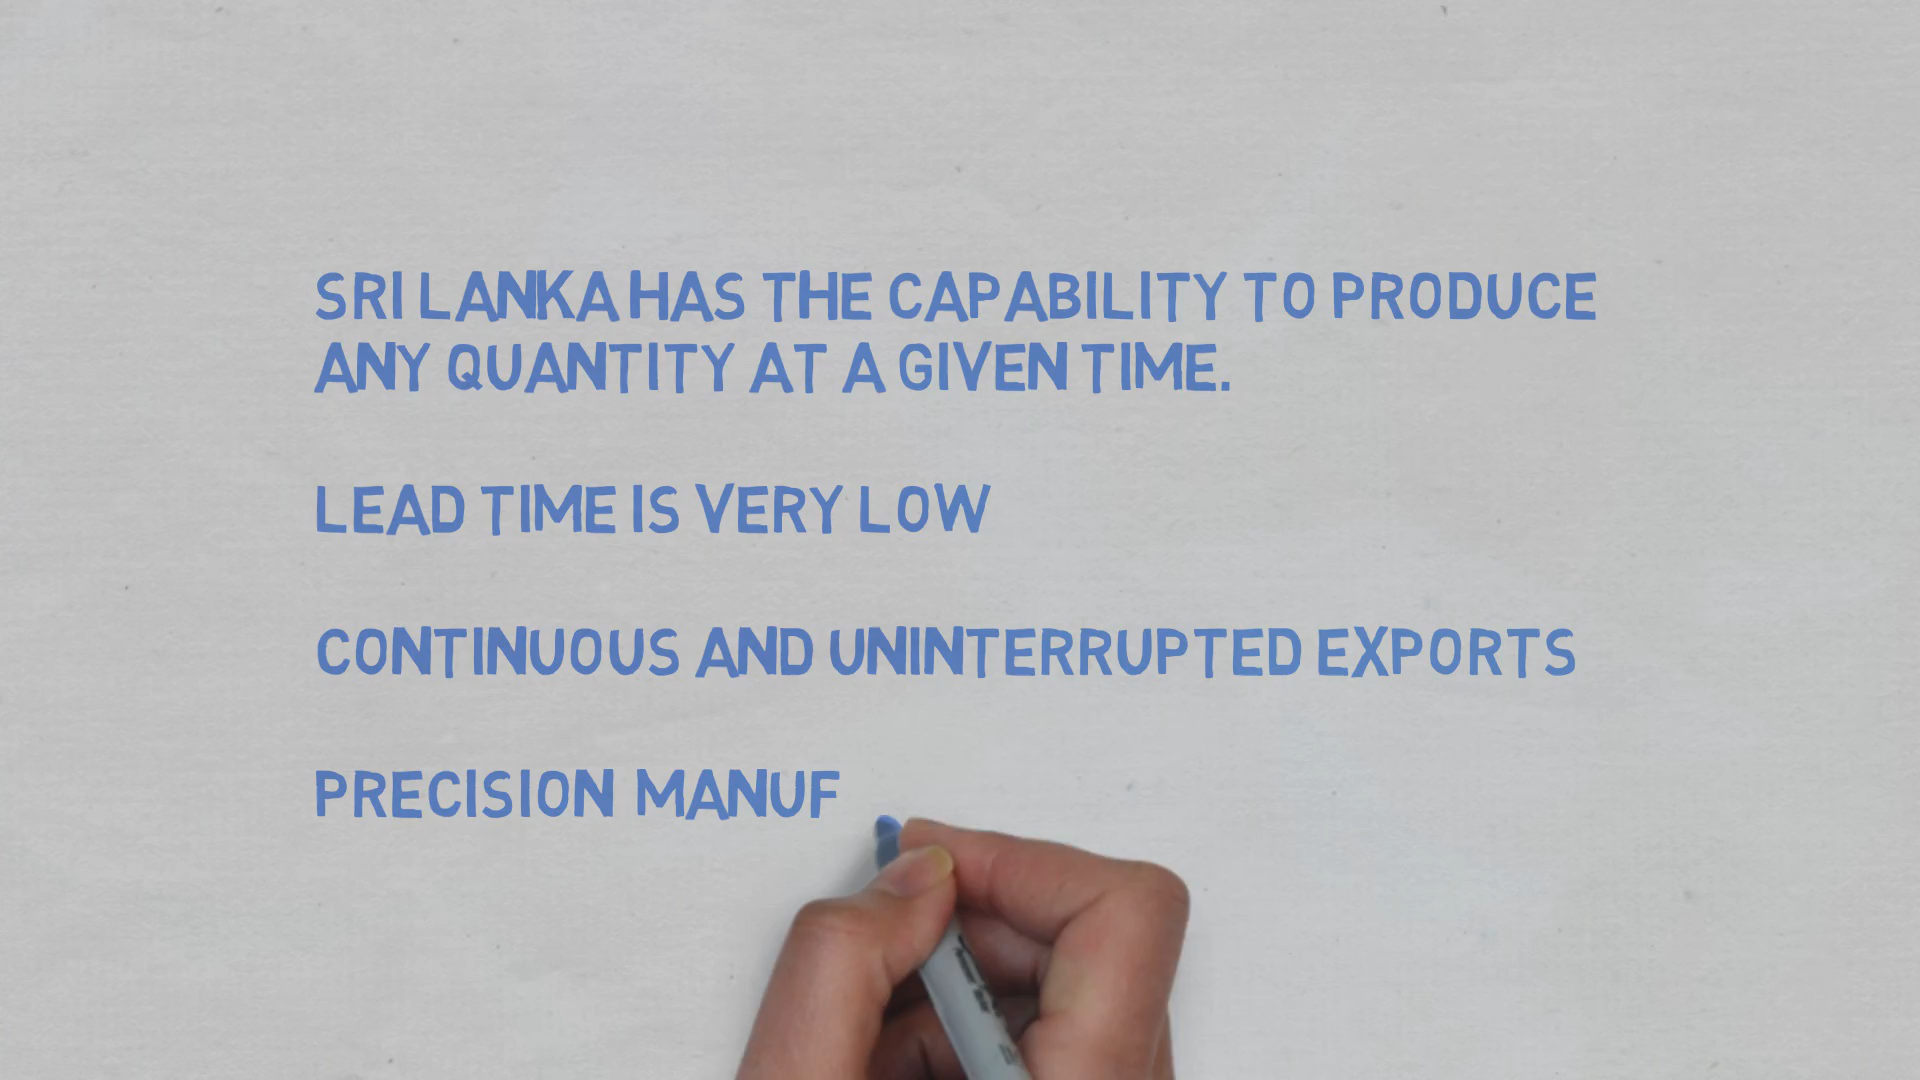 SRI LANKA HAS THE CAPABILITY TO PRODUCE
ANY QUANTITY AT A GIVEN TIME.
LEAD TIME IS VERY LOW
CONTINUOUS AND UNINTERRUPTED EXPORTS
PRECISION MANUF